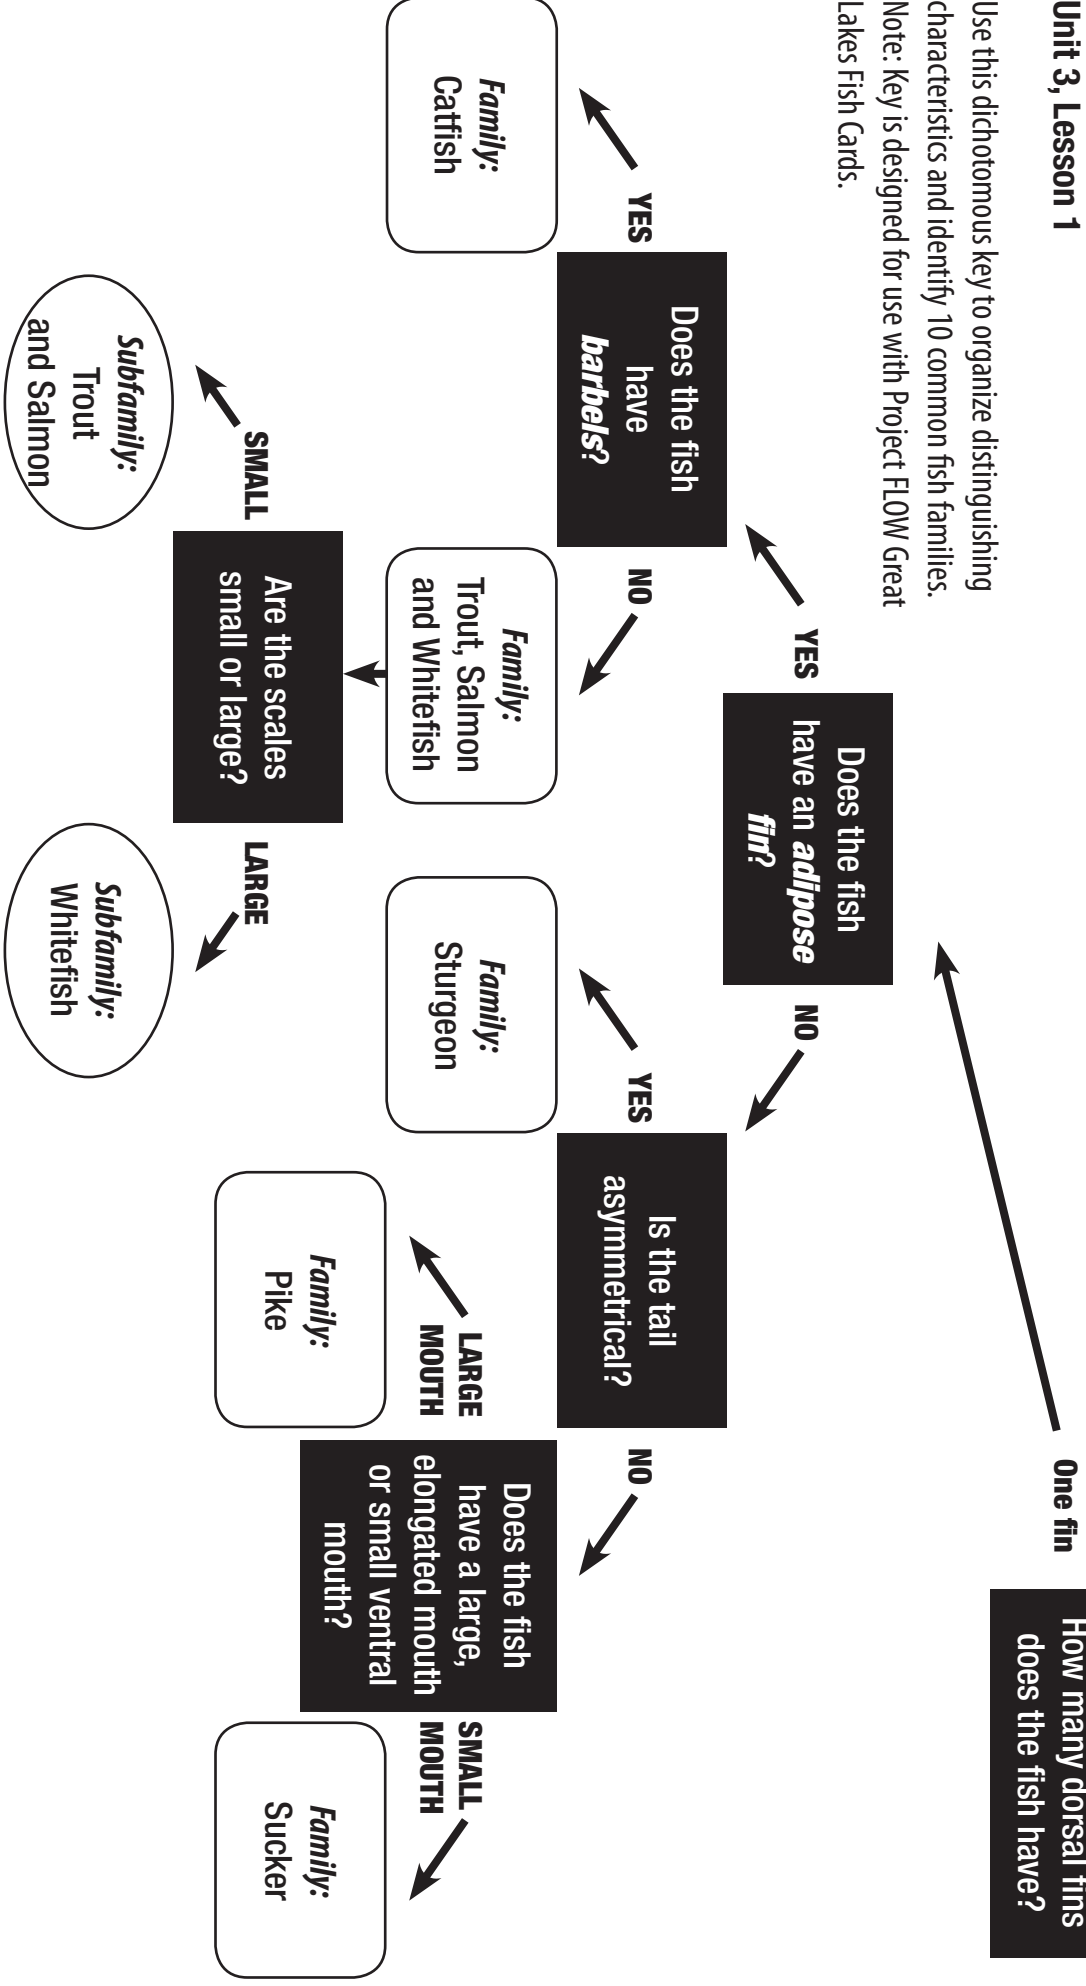 Unit 3, Lesson 1
Use this dichotomous key to organize distinguishing
characteristics and identify 10 common fish families.
Note: Key is designed for use with Project FLOW Great
Lakes Fish Cards.
How many dorsal fins
does the fish have?
One fin
Does the fish
have an adipose
fin?
YES
NO
Does the fish
have
barbels?
YES
NO
Family:
Catfish
Family:
Trout, Salmon
and Whitefish
Are the scales
small or large?
SMALL
LARGE
Subfamily:
Trout
and Salmon
Subfamily:
Whitefish
Is the tail
asymmetrical?
YES
NO
Family:
Sturgeon
Does the fish
have a large,
elongated mouth
or small ventral
mouth?
LARGE
MOUTH
SMALL
MOUTH
Family:
Pike
Family:
Sucker